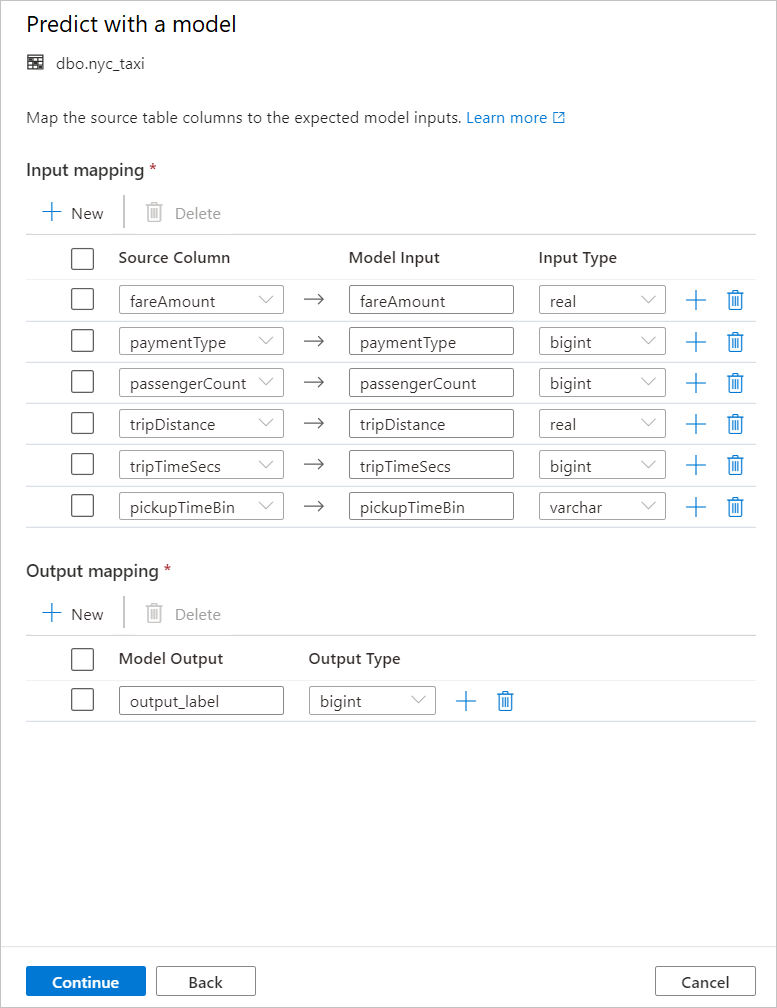 Predict with a model
dbo.nyc_taxi
Map the source table columns to the expected model inputs. Learn more
Input mapping *
New Delete
Source Column Model Input Input Type
fareAmount fareAmount real
paymentType paymentType bigint
passengerCount passengerCount bigint
tripDistance tripDistance real
tripTimeSecs tripTimeSecs bigint
pickupTimeBin pickupTimeBin varchar
Output mapping *
New Delete
Model Output Output Type
output_label bigint
Continue Back Cancel